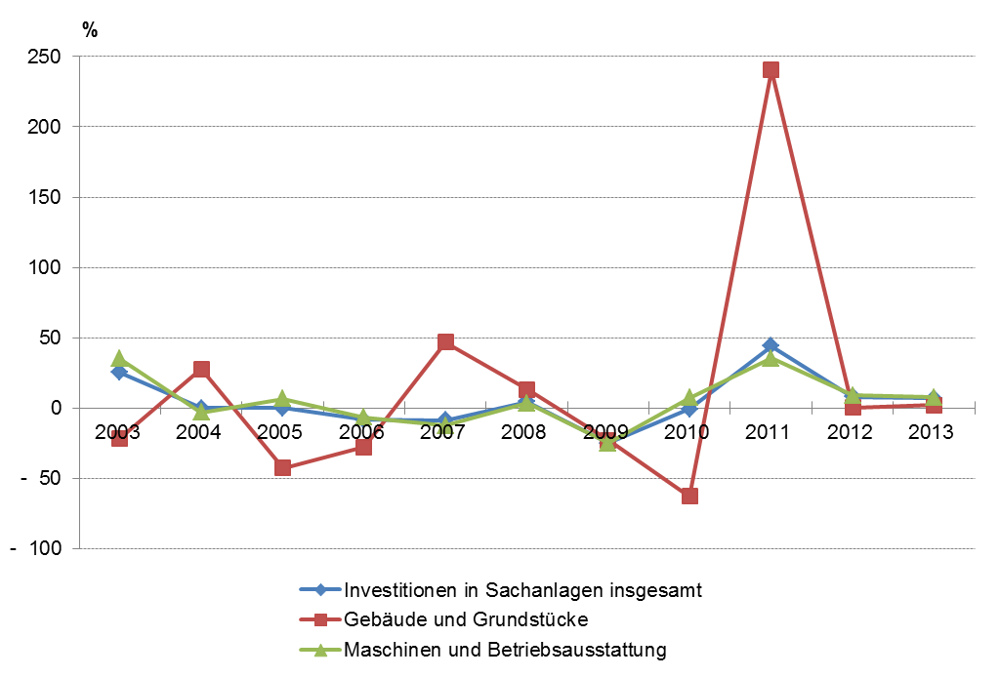 %
250
200
150
100
50
0
2003 2004 2005 2006 2007 2008 2009 2010 2011 2012 2013
- 50
- 100
Investitionen in Sachanlagen insgesamt
Gebäude und Grundstücke
Maschinen und Betriebsausstattung